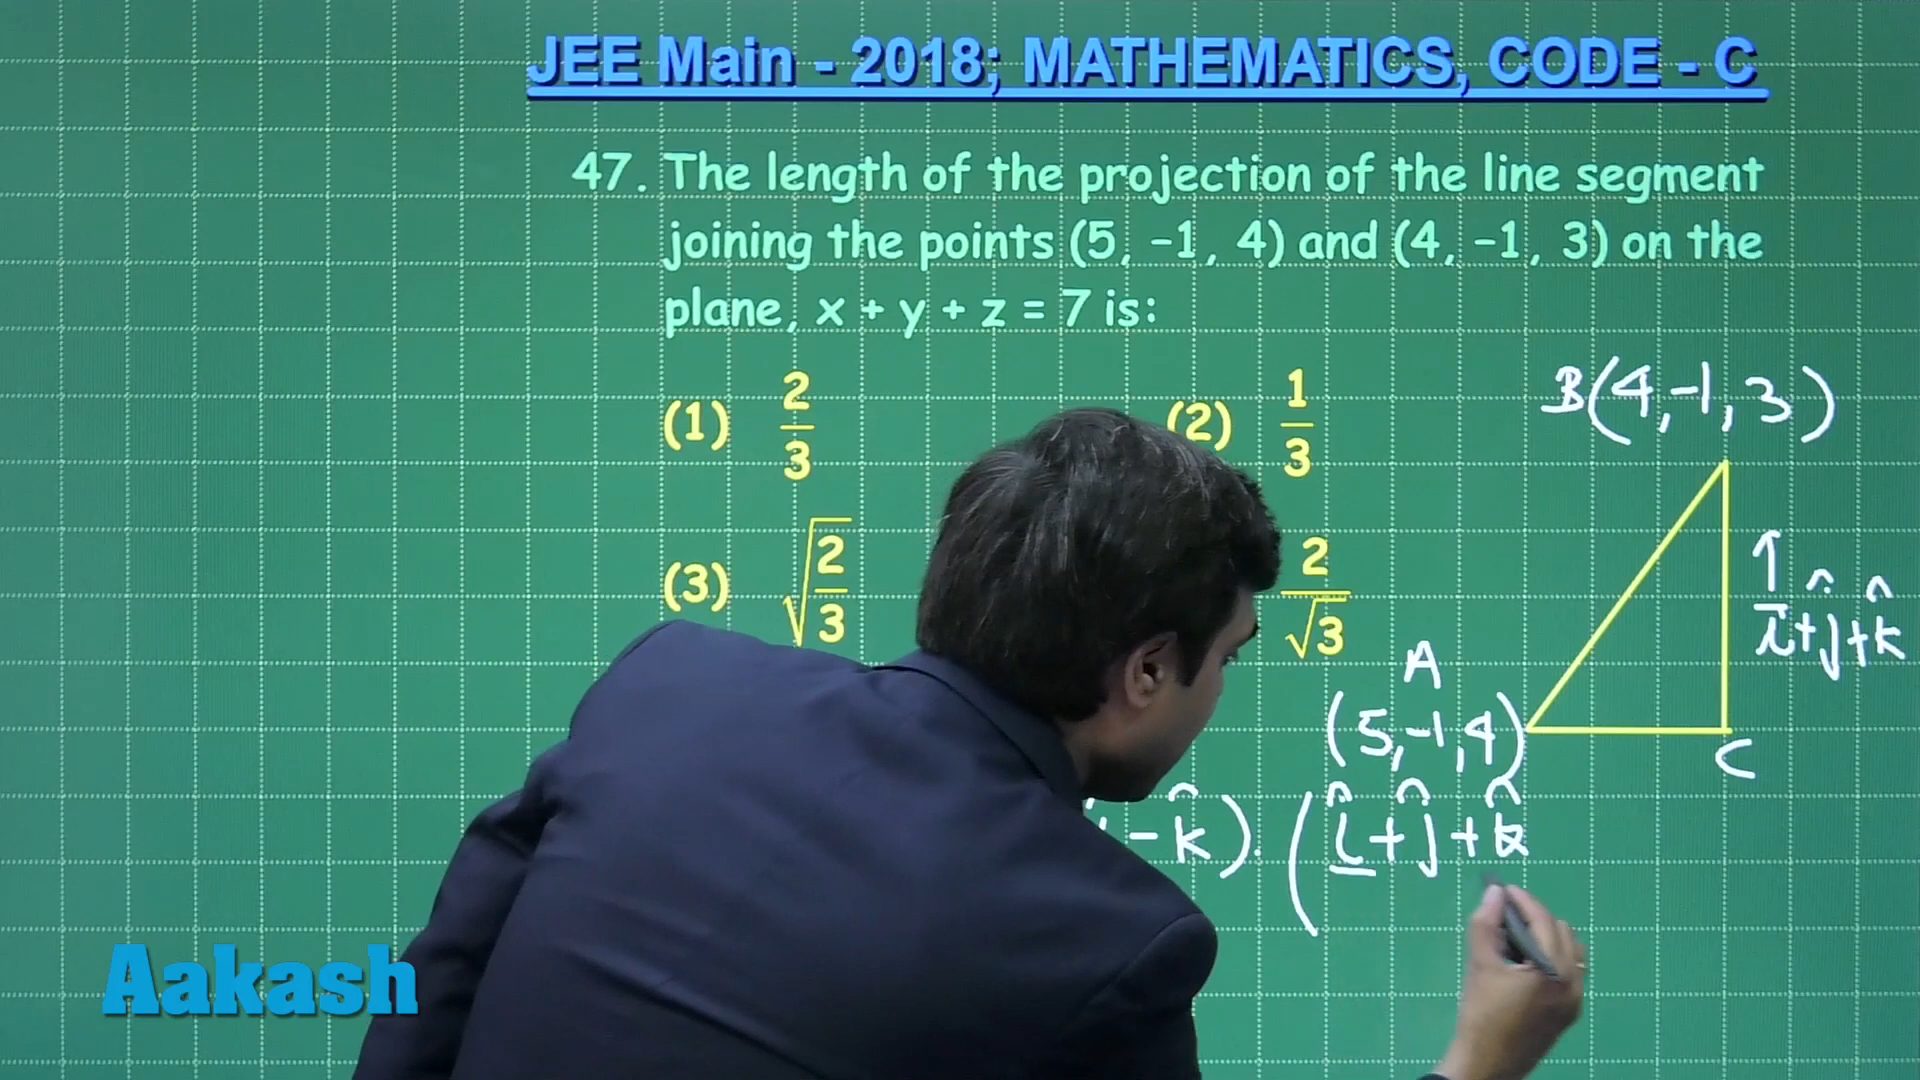 JEE Main - 2018; MATHEMATICS, CODE - C
47. The length of the projection of the line segment
joining the points (5, –1, 4) and (4, –1, 3) on the
plane, x + y + z = 7 is:
(1) 2/3
(2) 1/3
(3) √(2/3)
2/√3
B(4,-1,3)
↑
î+ĵ+k̂
A
(5,-1,4)
C
-k̂).(î+ĵ+k̂
Aakash